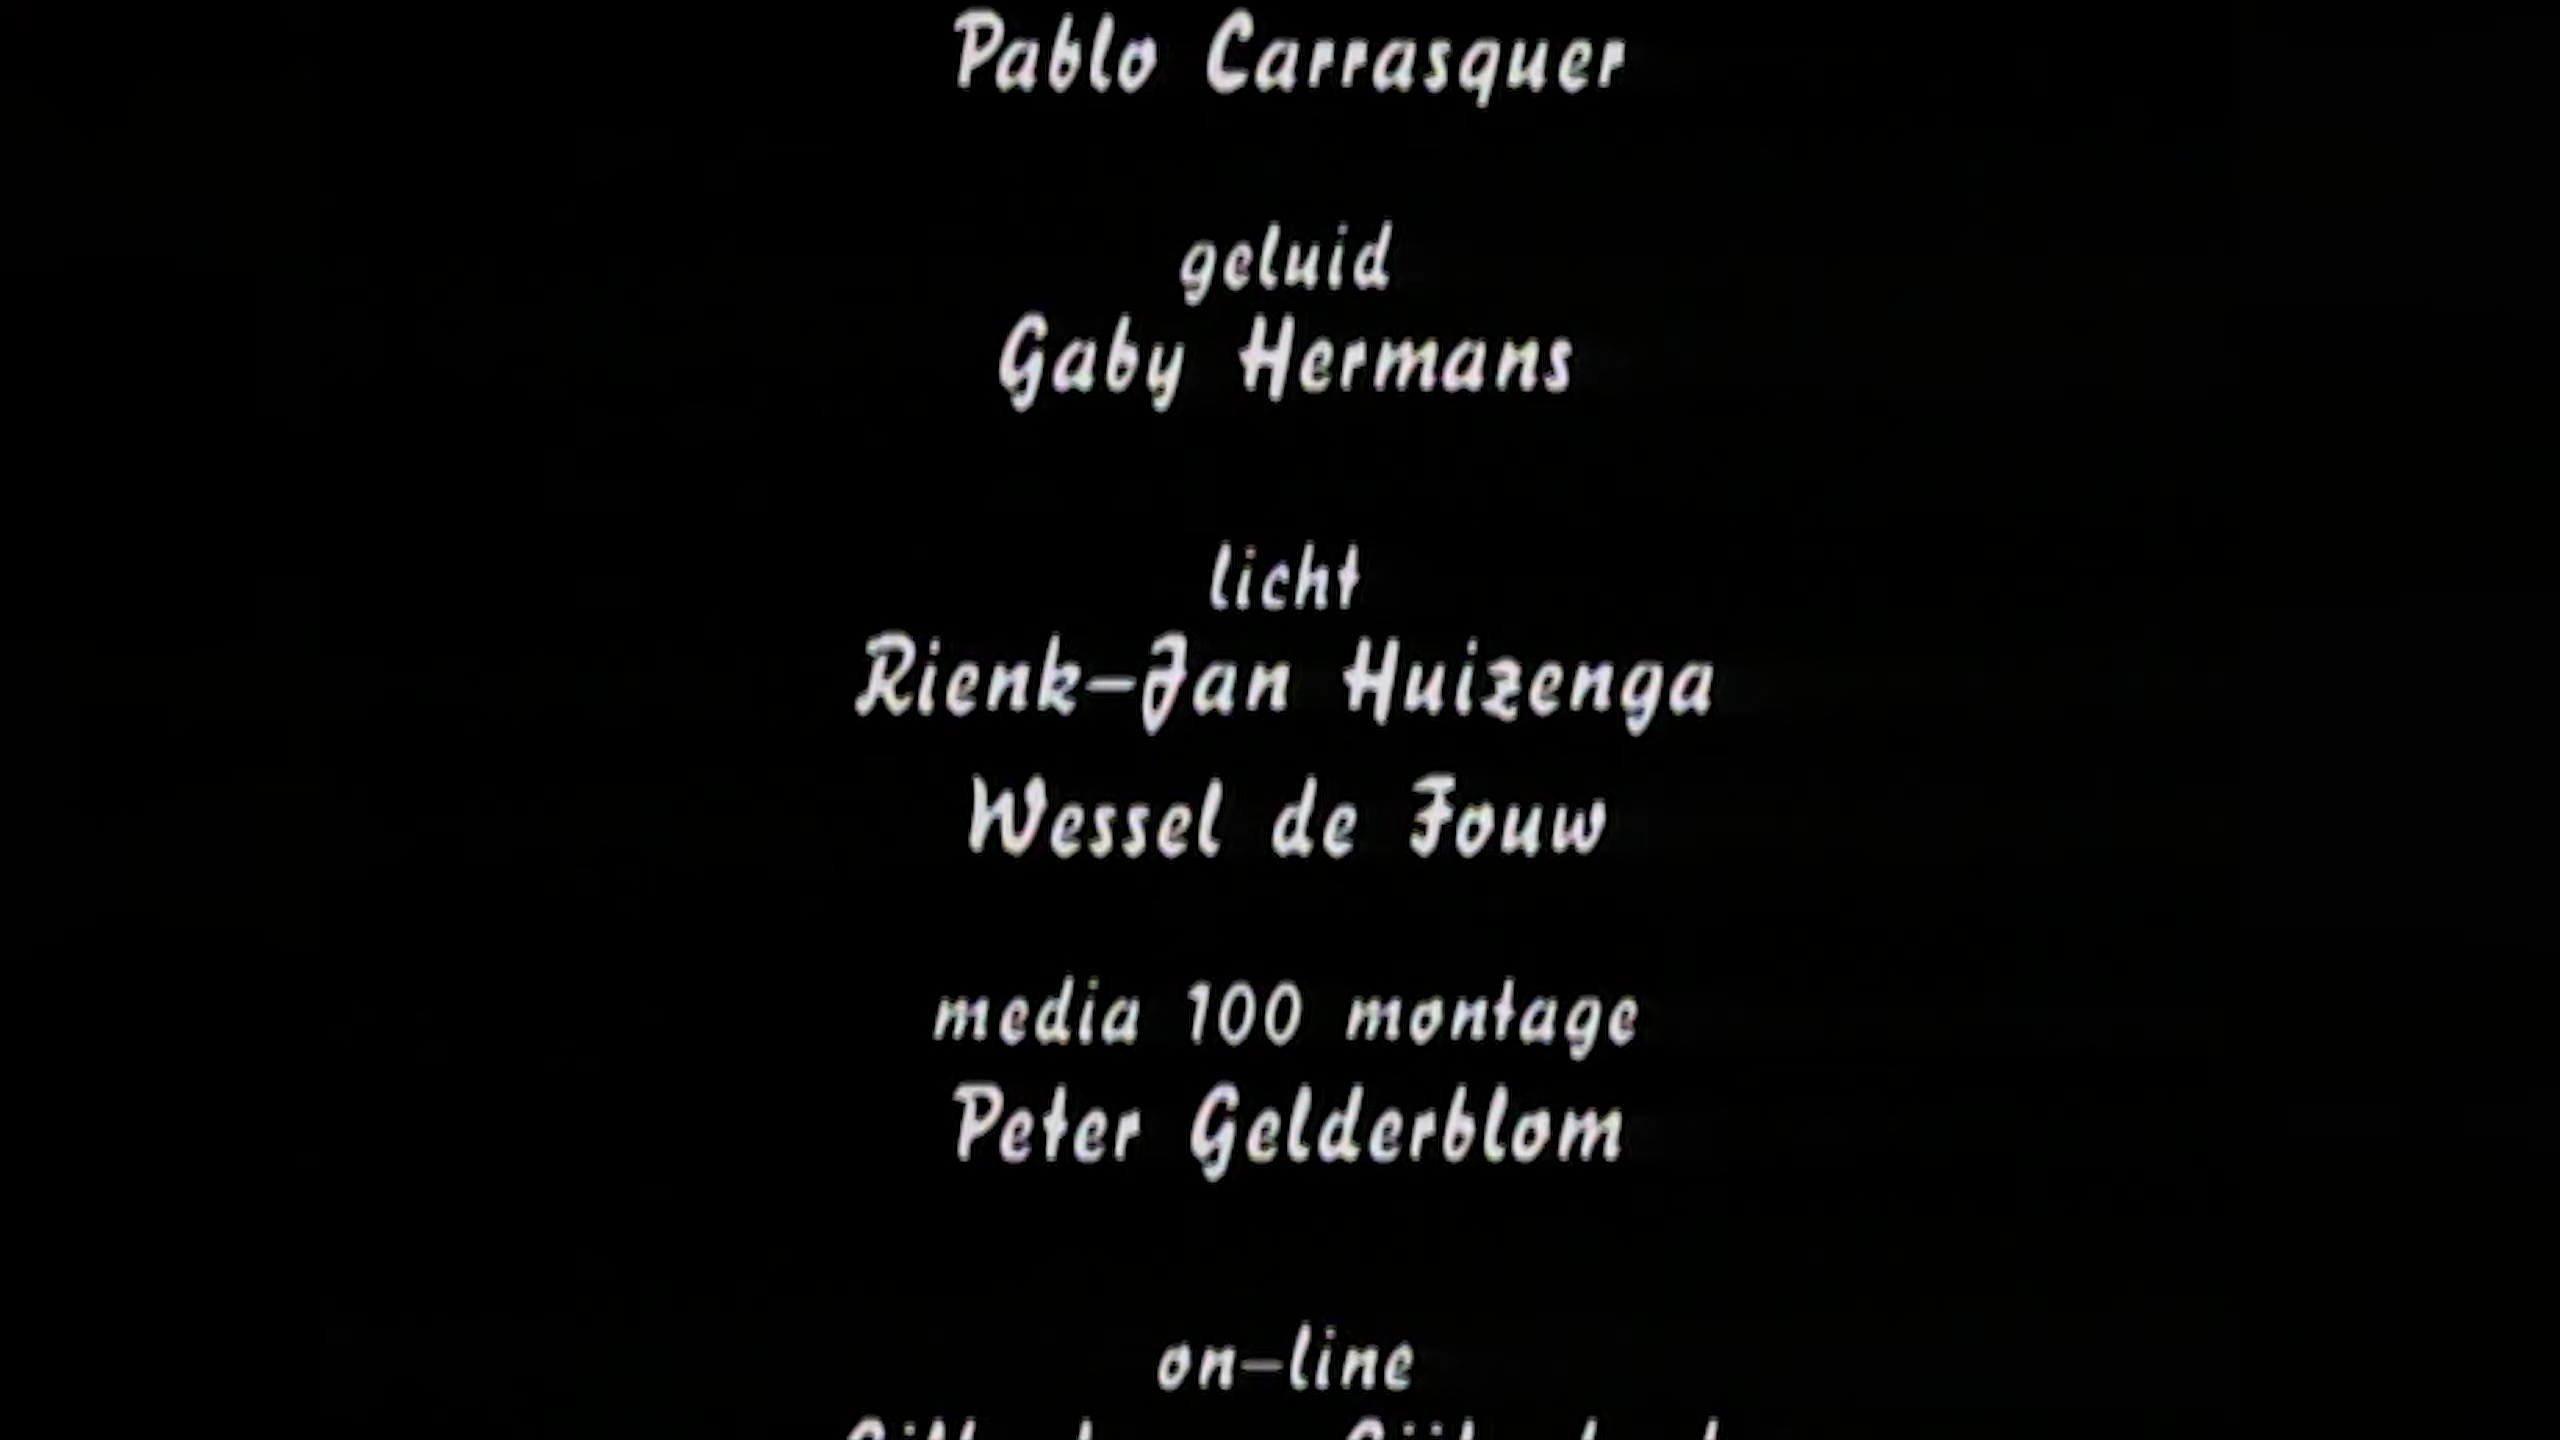 Pablo Carrasquer
geluid
Gaby Hermans
licht
Rienk-Jan Huizenga
Wessel de Fouw
media 100 montage
Peter Gelderblom
on-line